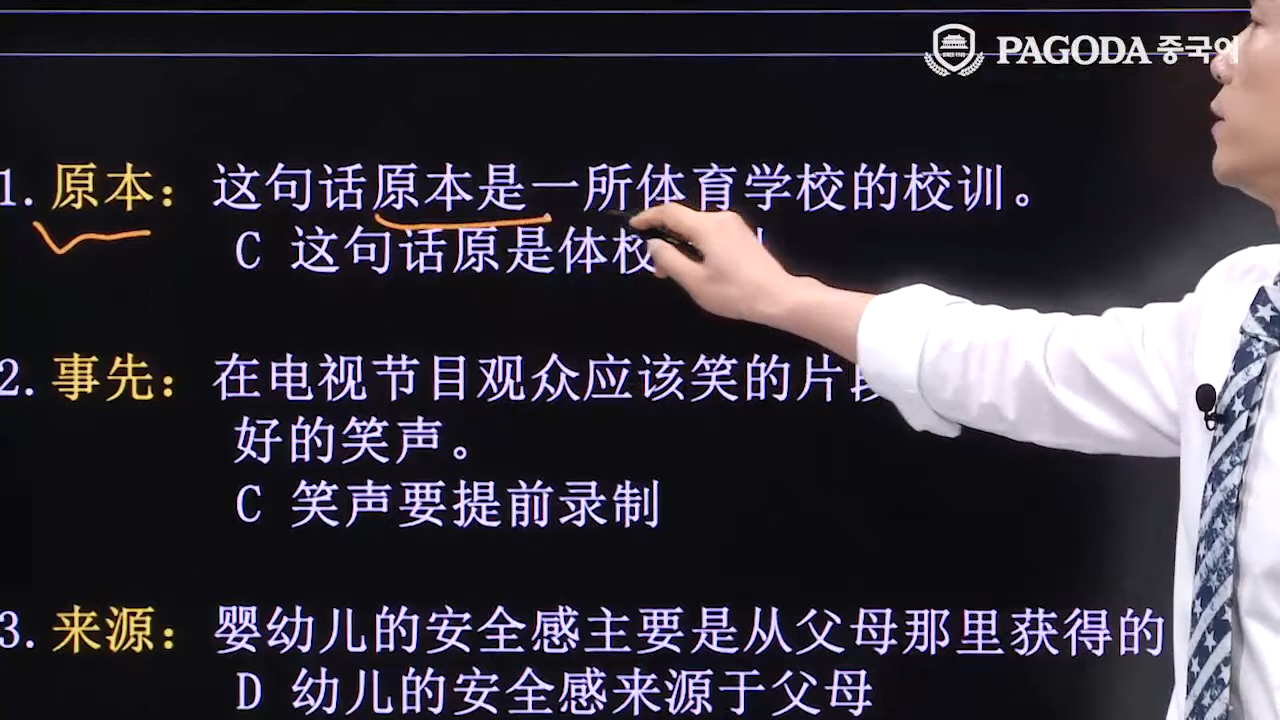 PAGODA 중국어
1. 原本：这句话原本是一所体育学校的校训。
C 这句话原是体校
2. 事先：在电视节目观众应该笑的片段
好的笑声。
C 笑声要提前录制
3. 来源：婴幼儿的安全感主要是从父母那里获得的
D 幼儿的安全感来源于父母